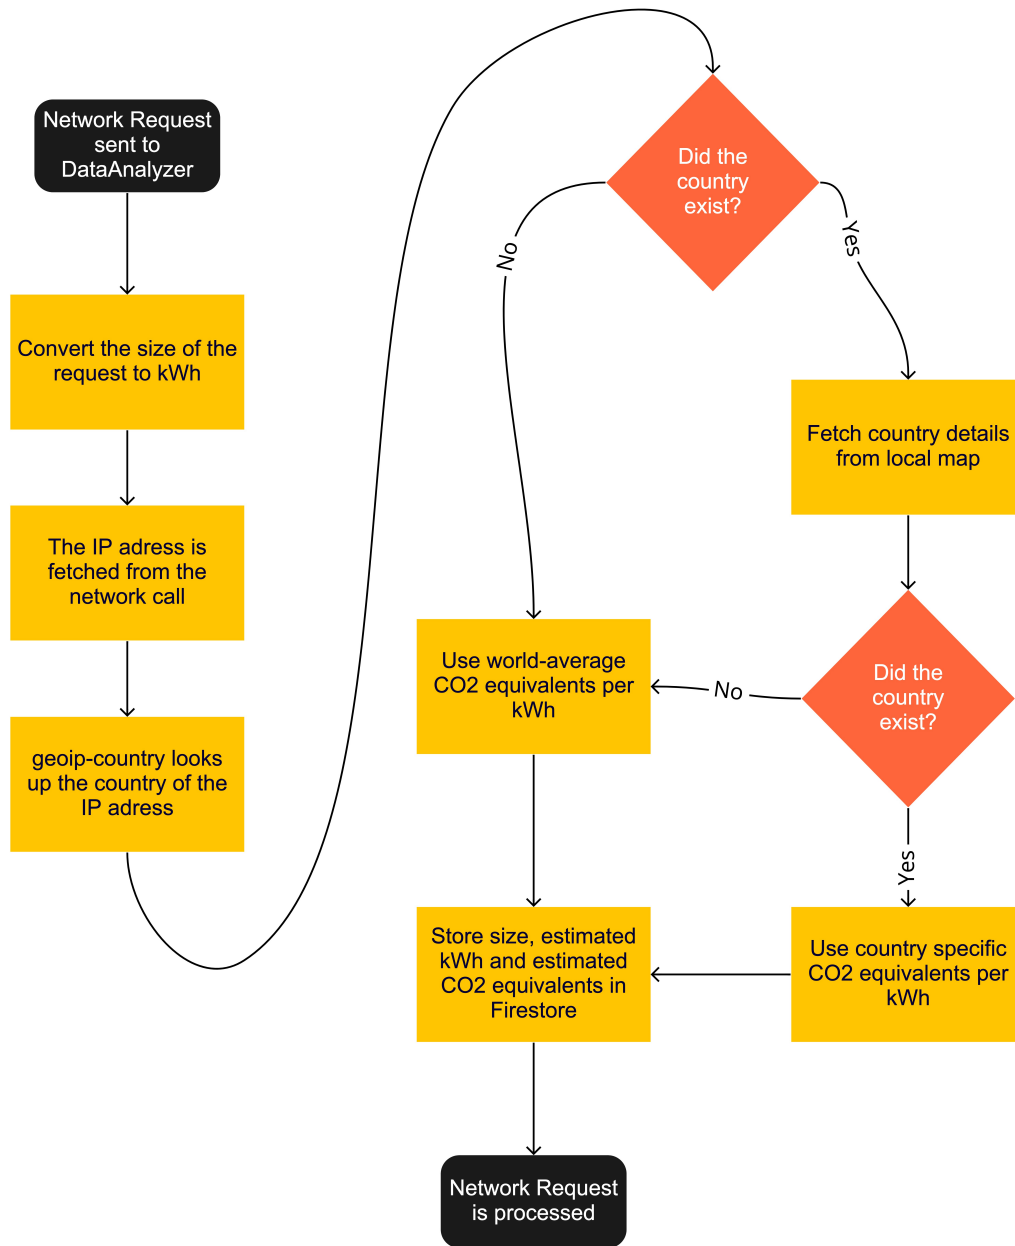 Network Request
sent to
DataAnalyzer
Convert the size of the
request to kWh
The IP adress is
fetched from the
network call
geoip-country looks
up the country of the
IP adress
Did the
country
exist?
No
Yes
Fetch country details
from local map
Did the
country
exist?
No
Yes
Use world-average
CO2 equivalents per
kWh
Use country specific
CO2 equivalents per
kWh
Store size, estimated
kWh and estimated
CO2 equivalents in
Firestore
Network Request
is processed